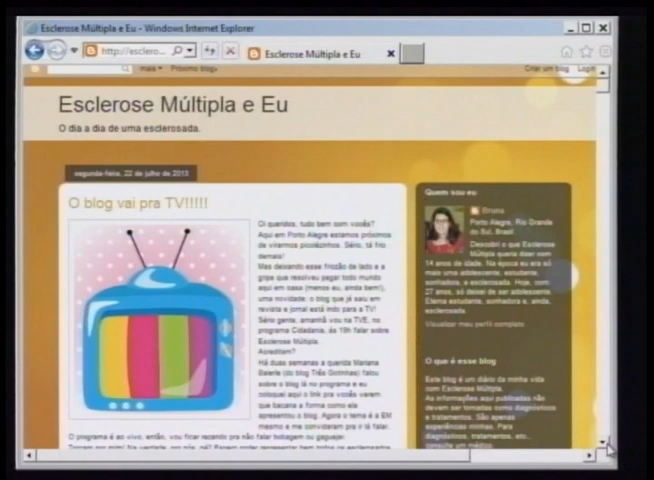 Esclerose Múltipla e Eu - Windows Internet Explorer
http://esclero...
Esclerose Múltipla e Eu
mais Próximo blog»
Criar um blog Login
Esclerose Múltipla e Eu
O dia a dia de uma esclerosada.
segunda-feira, 22 de julho de 2013
O blog vai pra TV!!!!!
Oi queridos, tudo bem com vocês?
Aqui em Porto Alegre estamos próximos
de virarmos picolézinhos. Sério, tá frio
demais!
Mas deixando esse friozão de lado e a
gripe que resolveu pegar todo mundo
aqui em casa (menos eu, ainda bem!),
uma novidade: o blog que já saiu em
revista e jornal está indo para a TV!
Sério gente, amanhã vou na TVE, no
programa Cidadania, às 19h falar sobre
Esclerose Múltipla.
Acreditam?
Há duas semanas a querida Mariana
(do blog Três Gotinhas) falou
sobre o blog lá no programa e eu
coloquei aqui o link pra vocês verem
que bacana a forma como ela
apresentou o blog. Agora o tema é a EM
mesmo e me convidaram pra ir lá falar.
O programa é ao vivo, então, vou ficar rezando pra não falar bobagem ou gaguejar.
Quem sou eu
Bruna
Porto Alegre, Rio Grande
do Sul, Brasil
Descobri o que Esclerose
Múltipla queria dizer com
14 anos de idade. Na época eu era só
mais uma adolescente, estudante,
sonhadora, e esclerosada. Hoje, com
27 anos, só deixei de ser adolescente.
Eterna estudante, sonhadora e, ainda,
esclerosada.
Visualizar meu perfil completo
O que é esse blog
Este blog é um diário da minha vida
com Esclerose Múltipla.
As informações aqui publicadas não
devem ser tomadas como diagnósticos
e tratamentos. São apenas
experiências minhas. Para
diagnósticos, tratamentos, etc.,
consulte um médico.